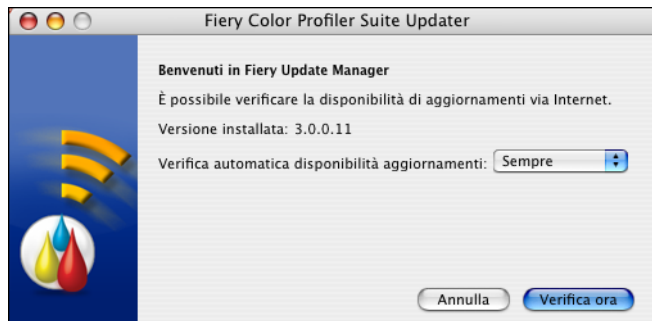 Fiery Color Profiler Suite Updater
Benvenuti in Fiery Update Manager
È possibile verificare la disponibilità di aggiornamenti via Internet.
Versione installata: 3.0.0.11
Verifica automatica disponibilità aggiornamenti: Sempre
Annulla Verifica ora